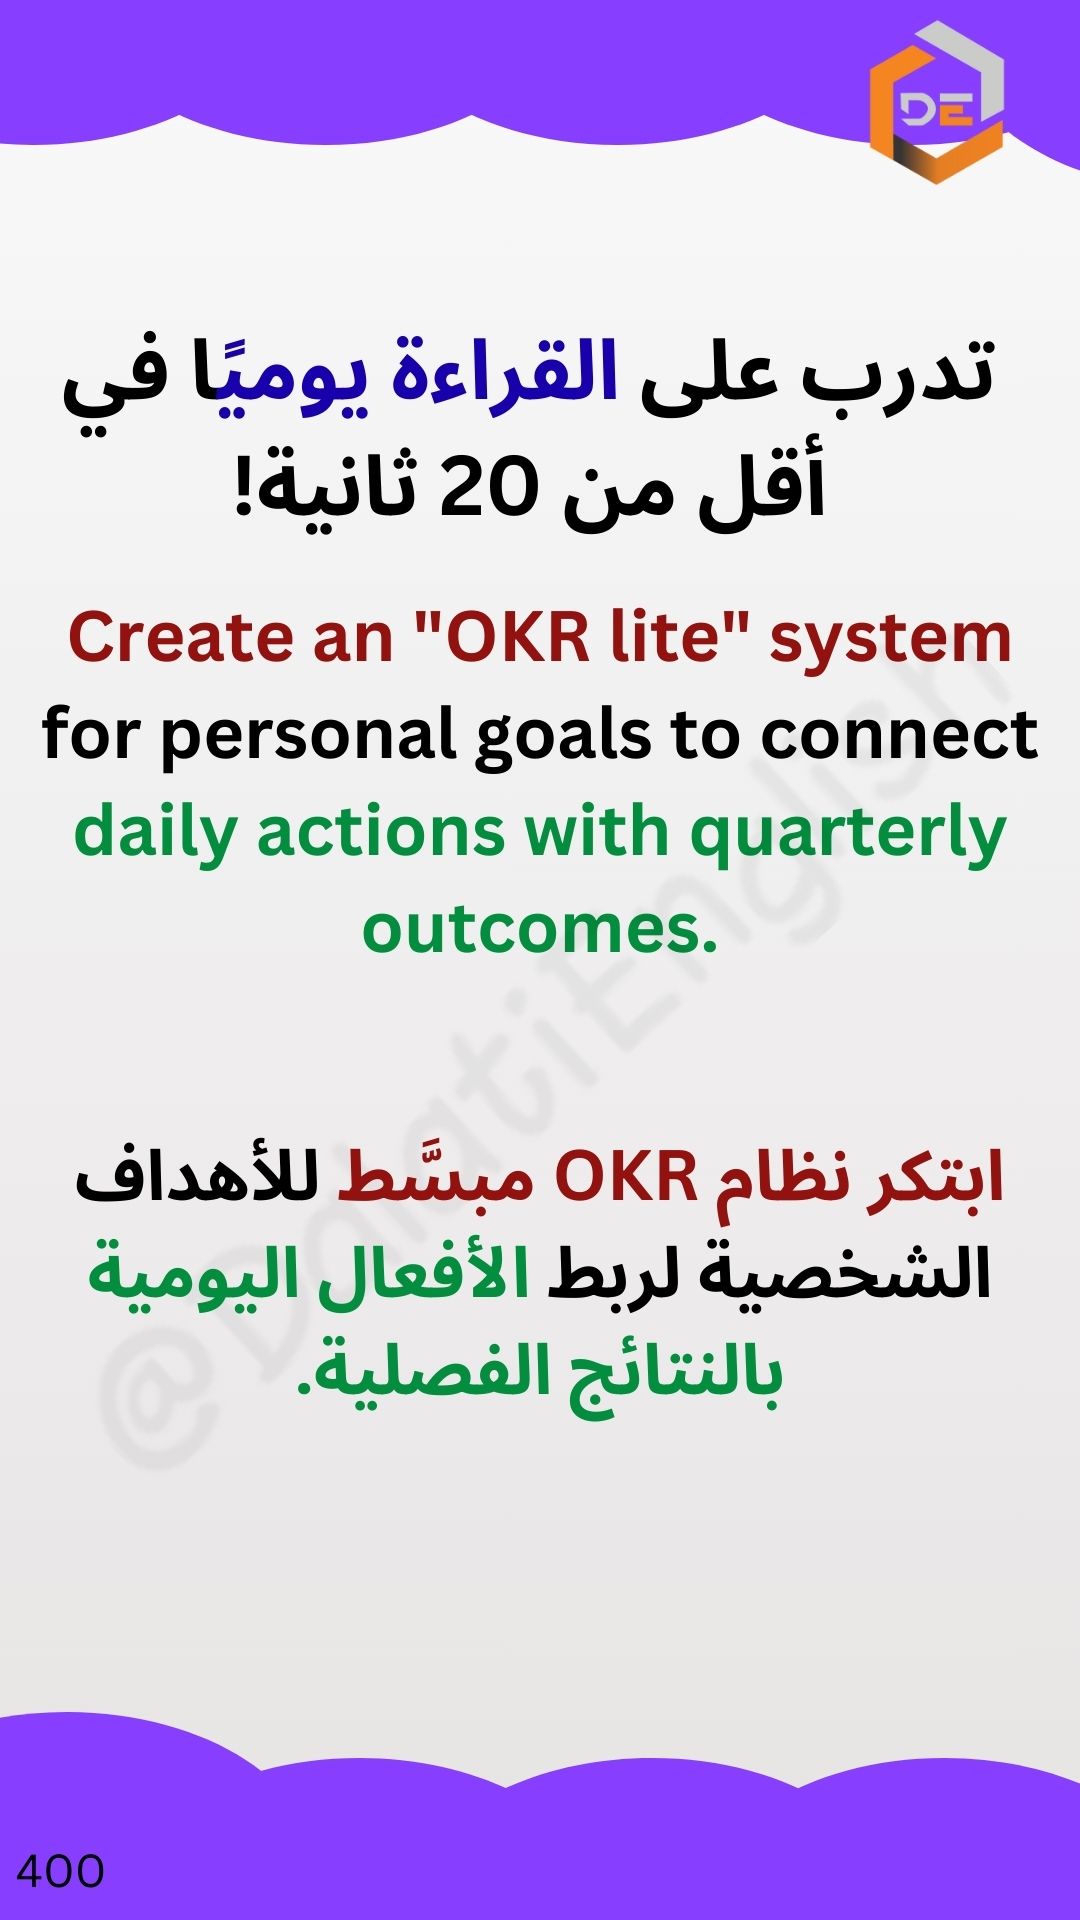 DE
تدرب على القراءة يوميًا في
أقل من 20 ثانية!
Create an "OKR lite" system
for personal goals to connect
daily actions with quarterly
outcomes.
ابتكر نظام OKR مبسَّط للأهداف
الشخصية لربط الأفعال اليومية
بالنتائج الفصلية.
@DdiatiEnglish
400